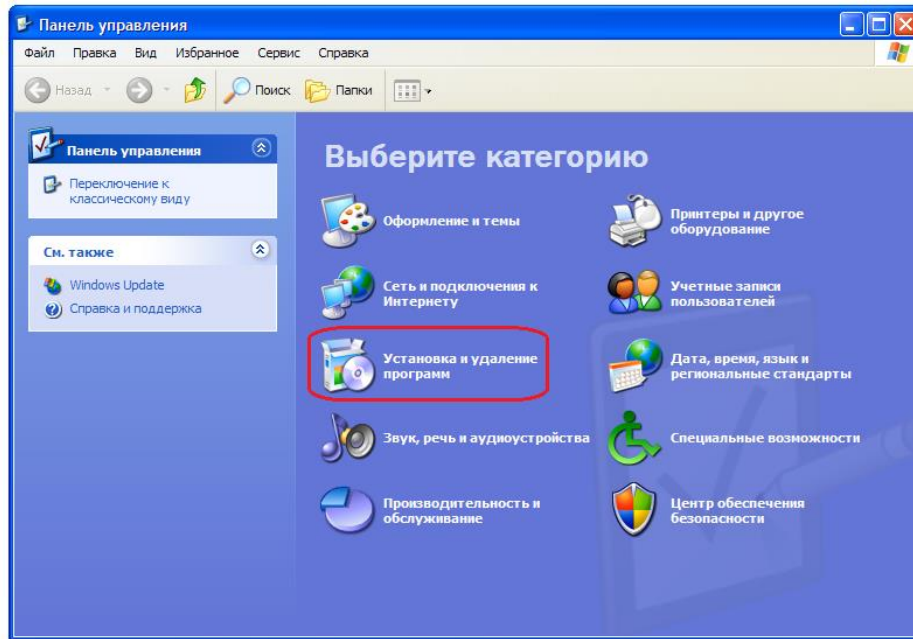 Панель управления
Файл Правка Вид Избранное Сервис Справка
Назад Поиск Папки
Панель управления
Переключение к
классическому виду
См. также
Windows Update
Справка и поддержка
Выберите категорию
Оформление и темы
Принтеры и другое
оборудование
Сеть и подключения к
Интернету
Учетные записи
пользователей
Установка и удаление
программ
Дата, время, язык и
региональные стандарты
Звук, речь и аудиоустройства
Специальные возможности
Производительность и
обслуживание
Центр обеспечения
безопасности